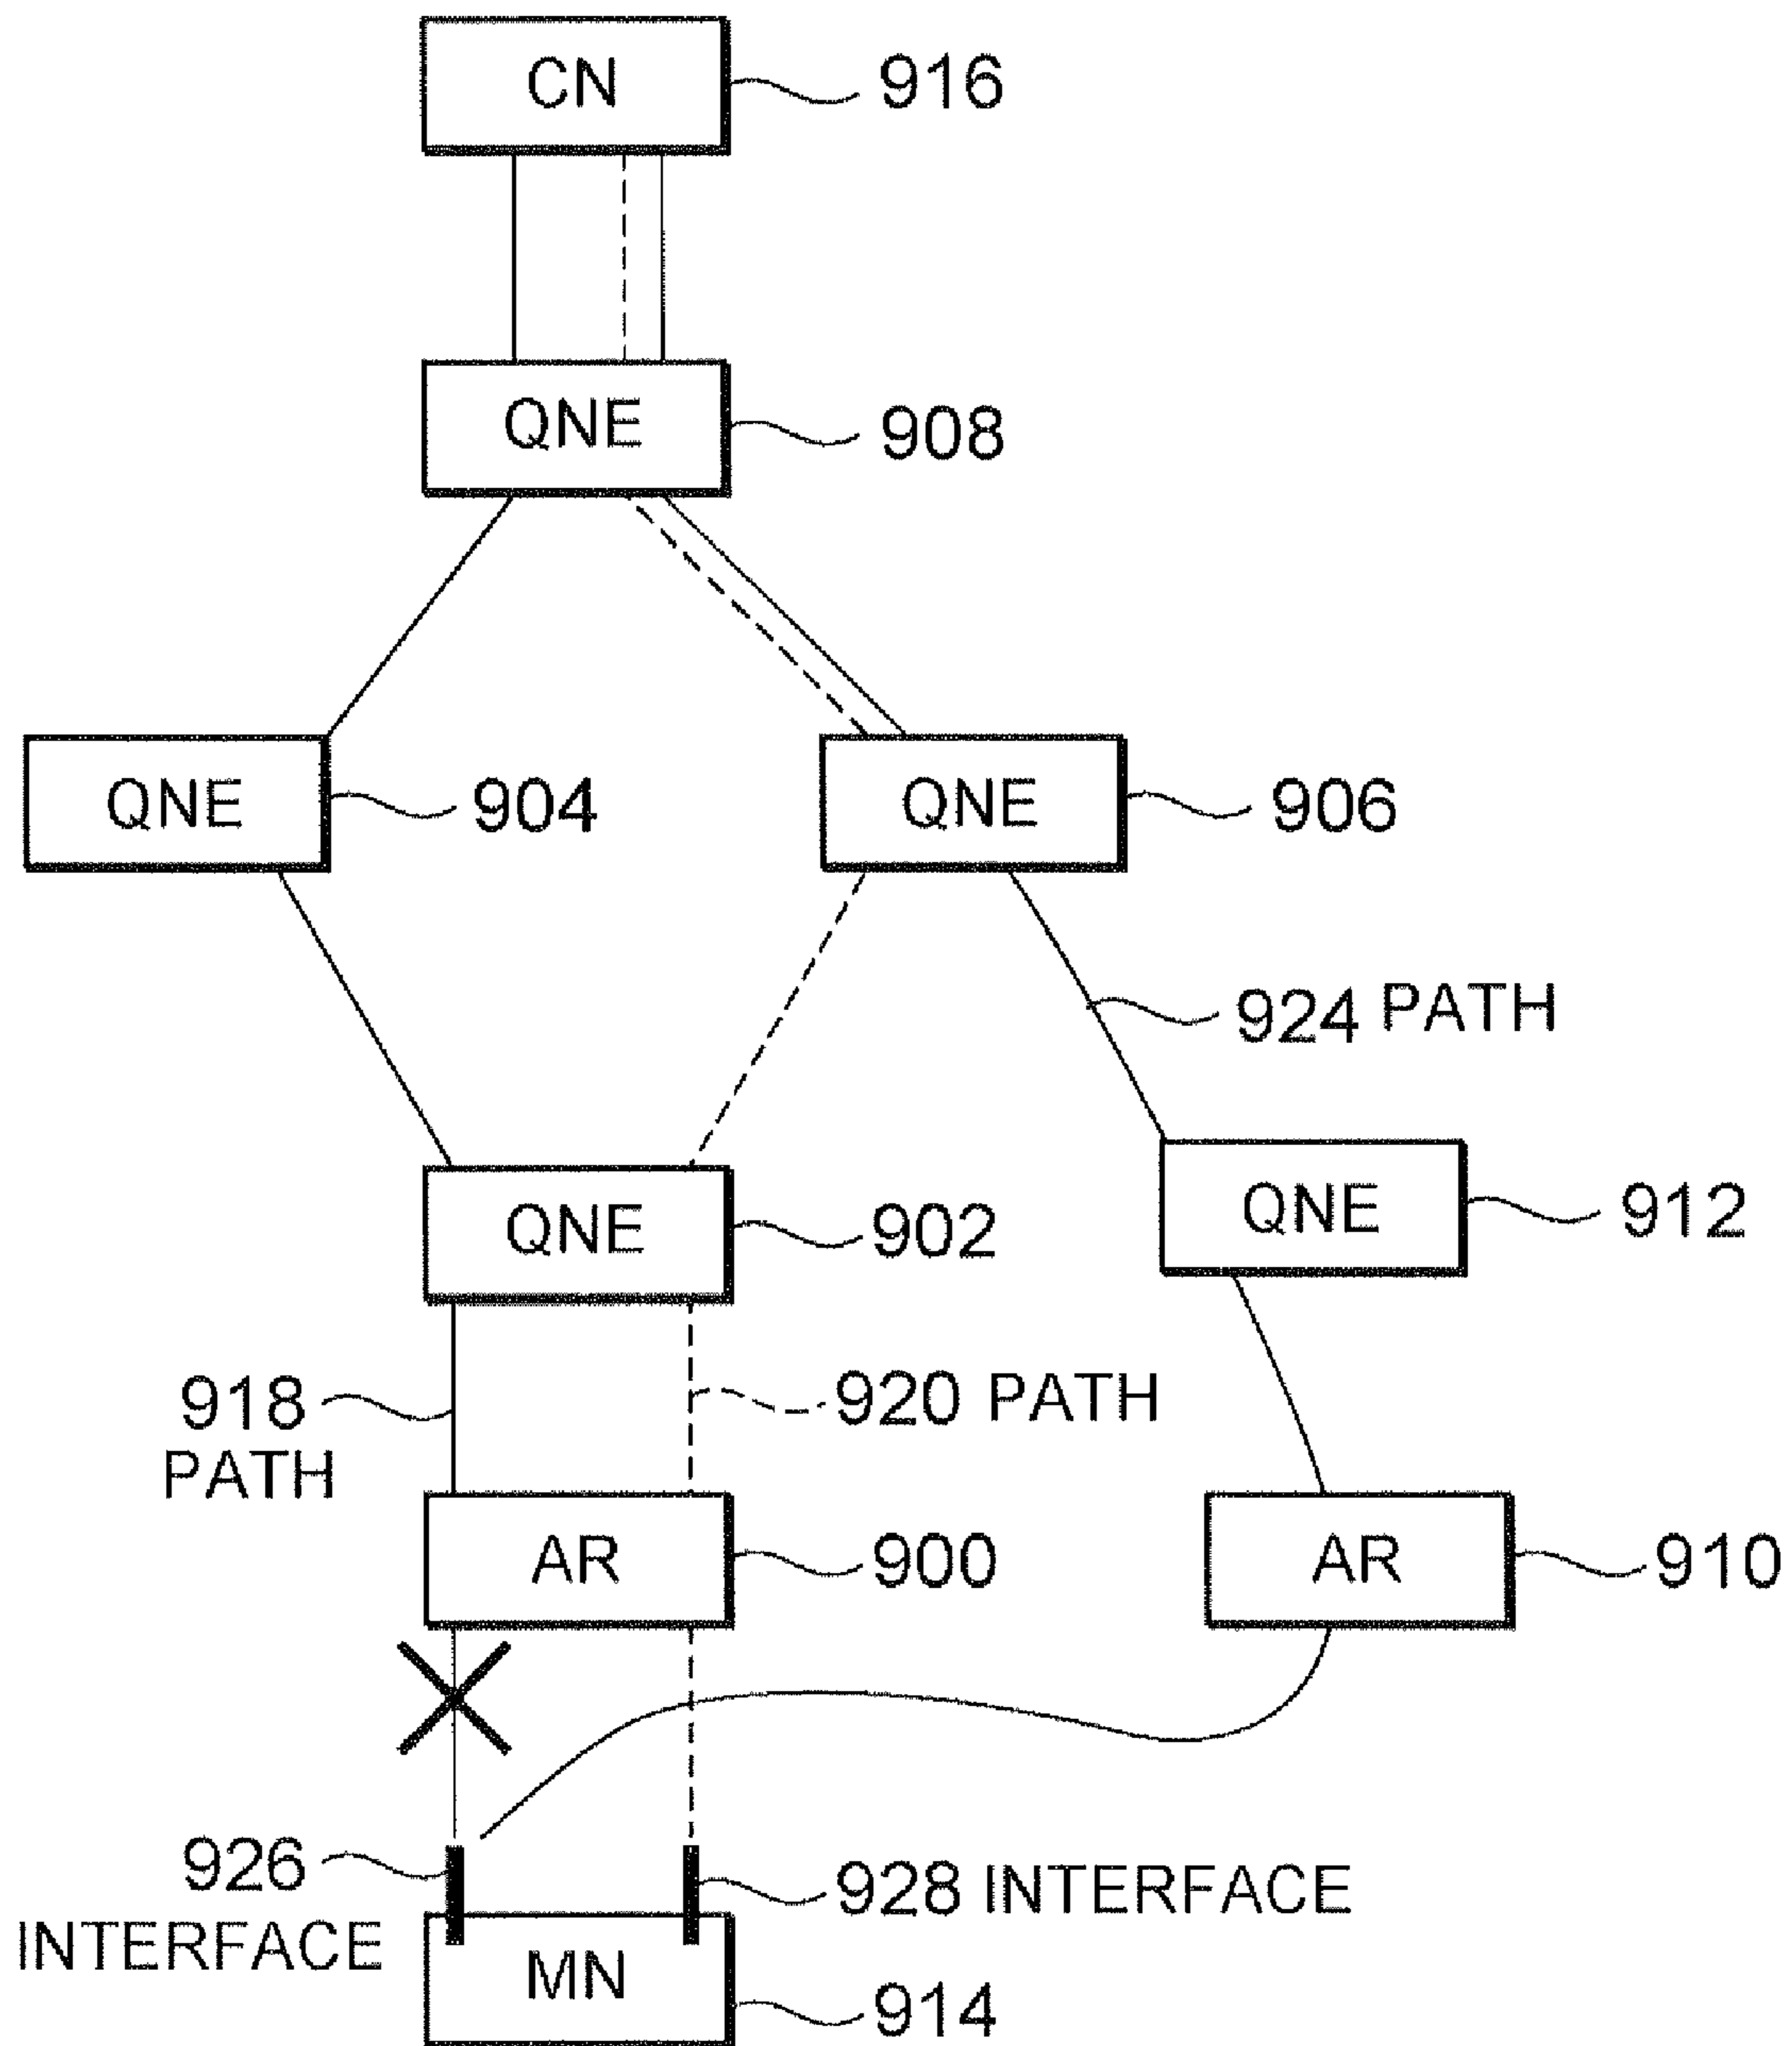 CN
916
QNE
908
QNE
904
QNE
906
924 PATH
QNE
902
QNE
912
918
PATH
920 PATH
AR
900
AR
910
926
INTERFACE
928 INTERFACE
MN
914